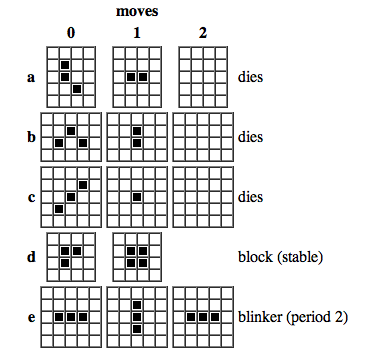 moves
0 1 2
a dies
b dies
c dies
d block (stable)
e blinker (period 2)